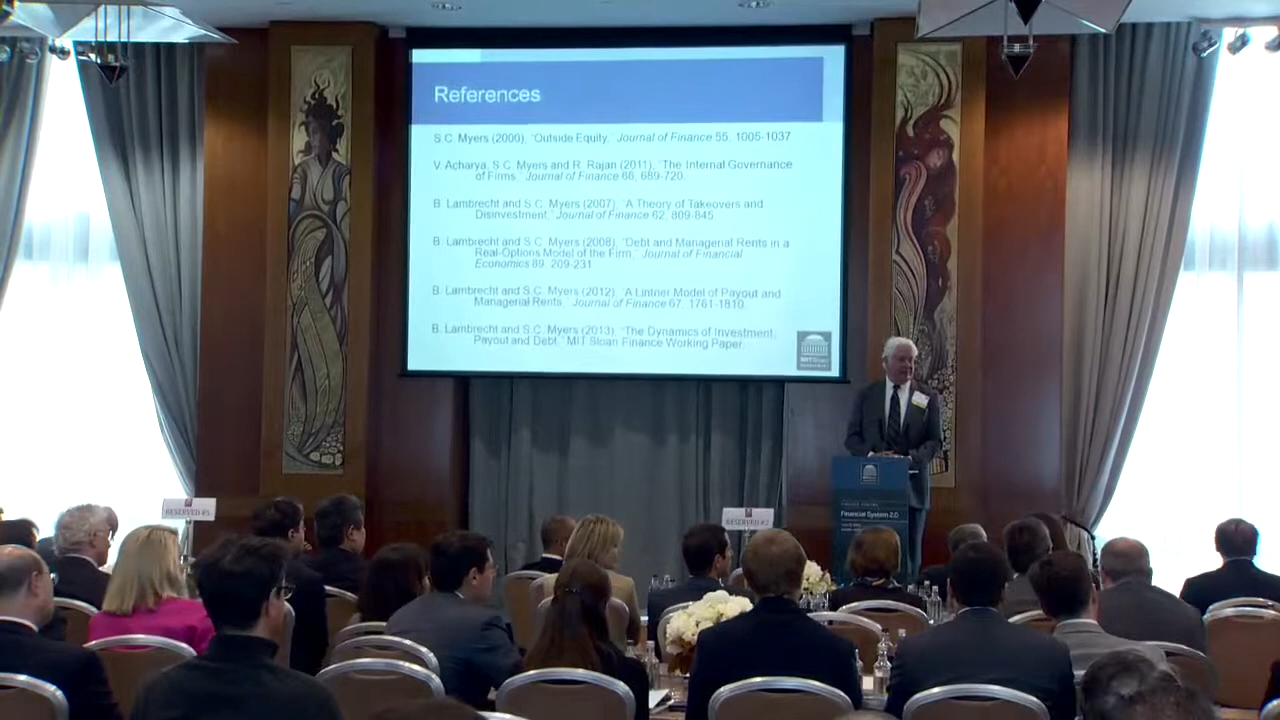 References
S.C. Myers (2000), "Outside Equity," Journal of Finance 55, 1005-1037
V. Acharya, S.C. Myers and R. Rajan (2011), "The Internal Governance
of Firms," Journal of Finance 66, 689-720.
B. Lambrecht and S.C. Myers (2007), "A Theory of Takeovers and
Disinvestment," Journal of Finance 62, 809-845
B. Lambrecht and S.C. Myers (2008), "Debt and Managerial Rents in a
Real-Options Model of the Firm," Journal of Financial
Economics 89, 209-231
B. Lambrecht and S.C. Myers (2012), "A Lintner Model of Payout and
Managerial Rents," Journal of Finance 67, 1761-1810.
B. Lambrecht and S.C. Myers (2013), "The Dynamics of Investment,
Payout and Debt," MIT Sloan Finance Working Paper.
MIT
Financial System 2.0
RESERVED #5
RESERVED #2